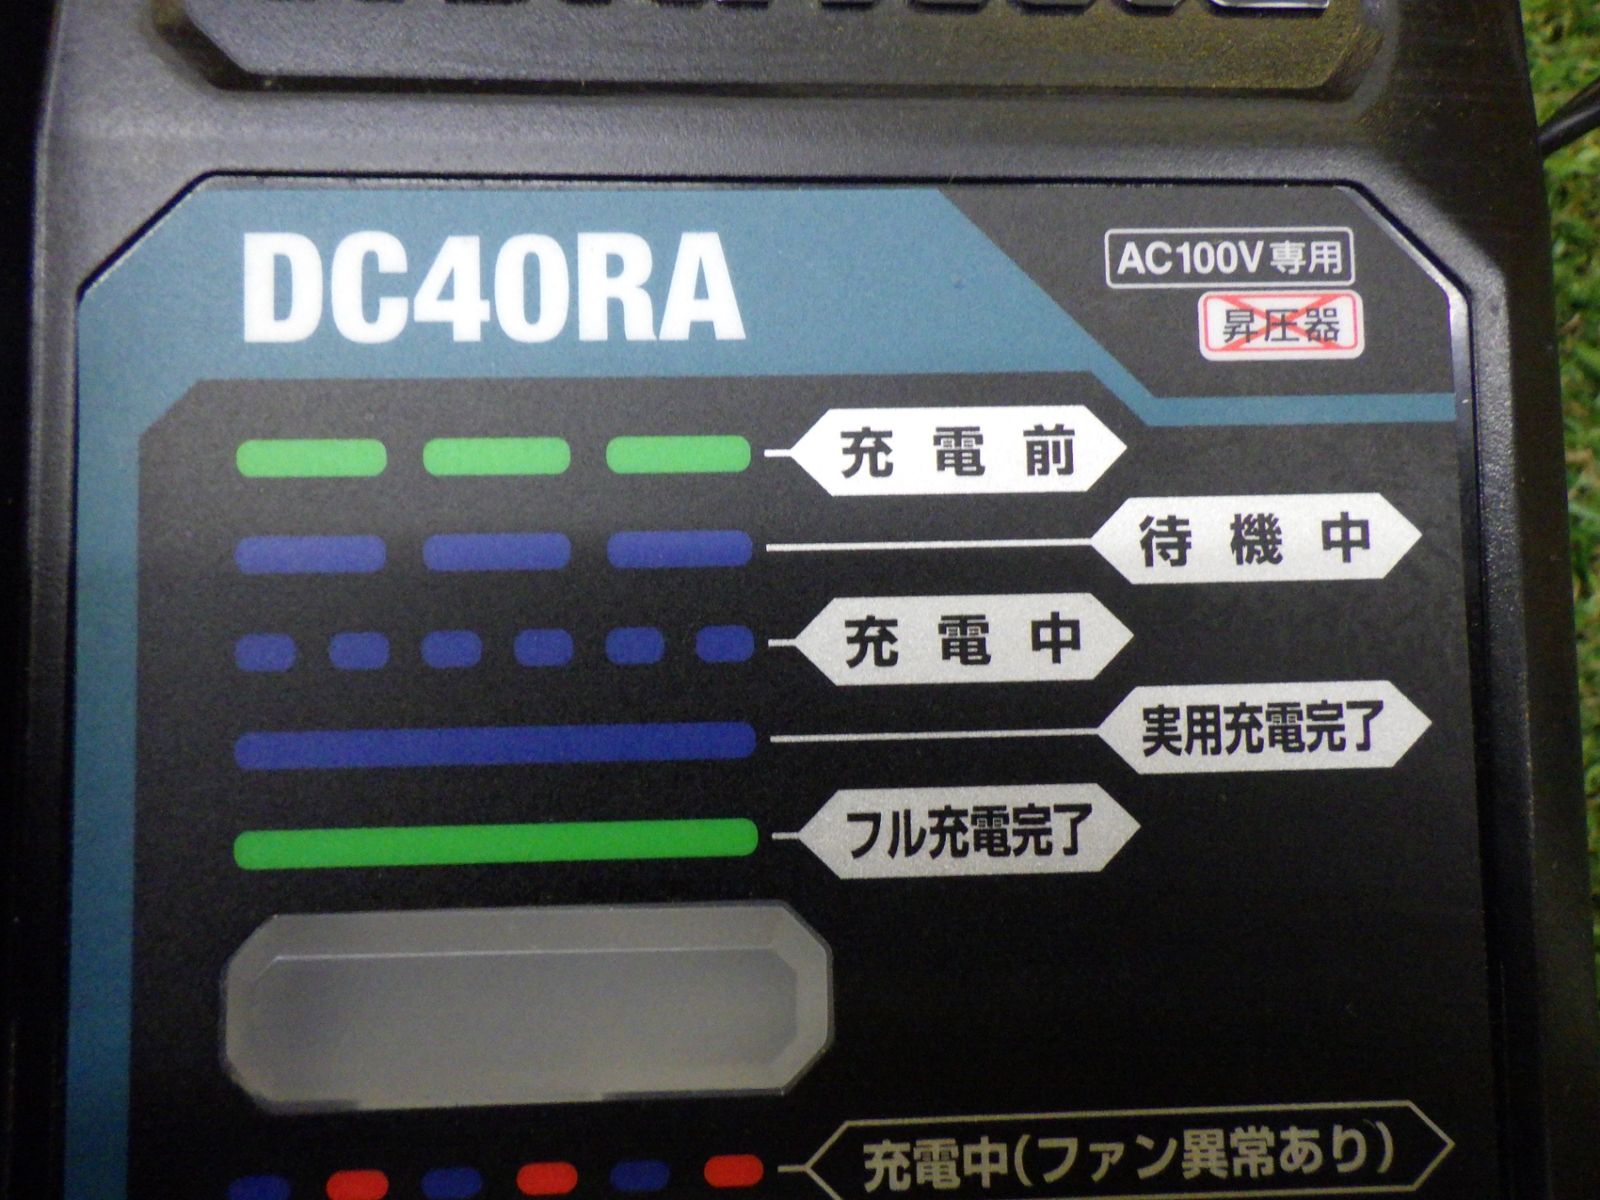 DC40RA
AC100V専用
昇圧器
充電前
待機中
充電中
実用充電完了
フル充電完了
充電中(ファン異常あり)